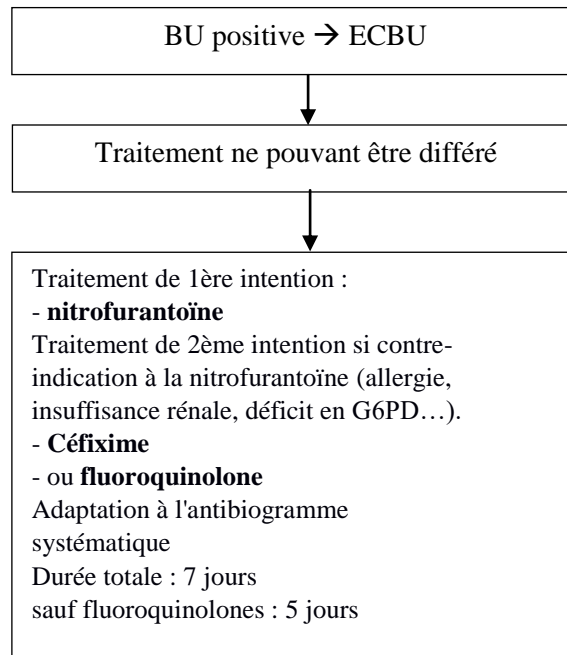 BU positive → ECBU
Traitement ne pouvant être différé
Traitement de 1ère intention :
- nitrofurantoïne
Traitement de 2ème intention si contre-
indication à la nitrofurantoïne (allergie,
insuffisance rénale, déficit en G6PD…).
- Céfixime
- ou fluoroquinolone
Adaptation à l'antibiogramme
systématique
Durée totale : 7 jours
sauf fluoroquinolones : 5 jours